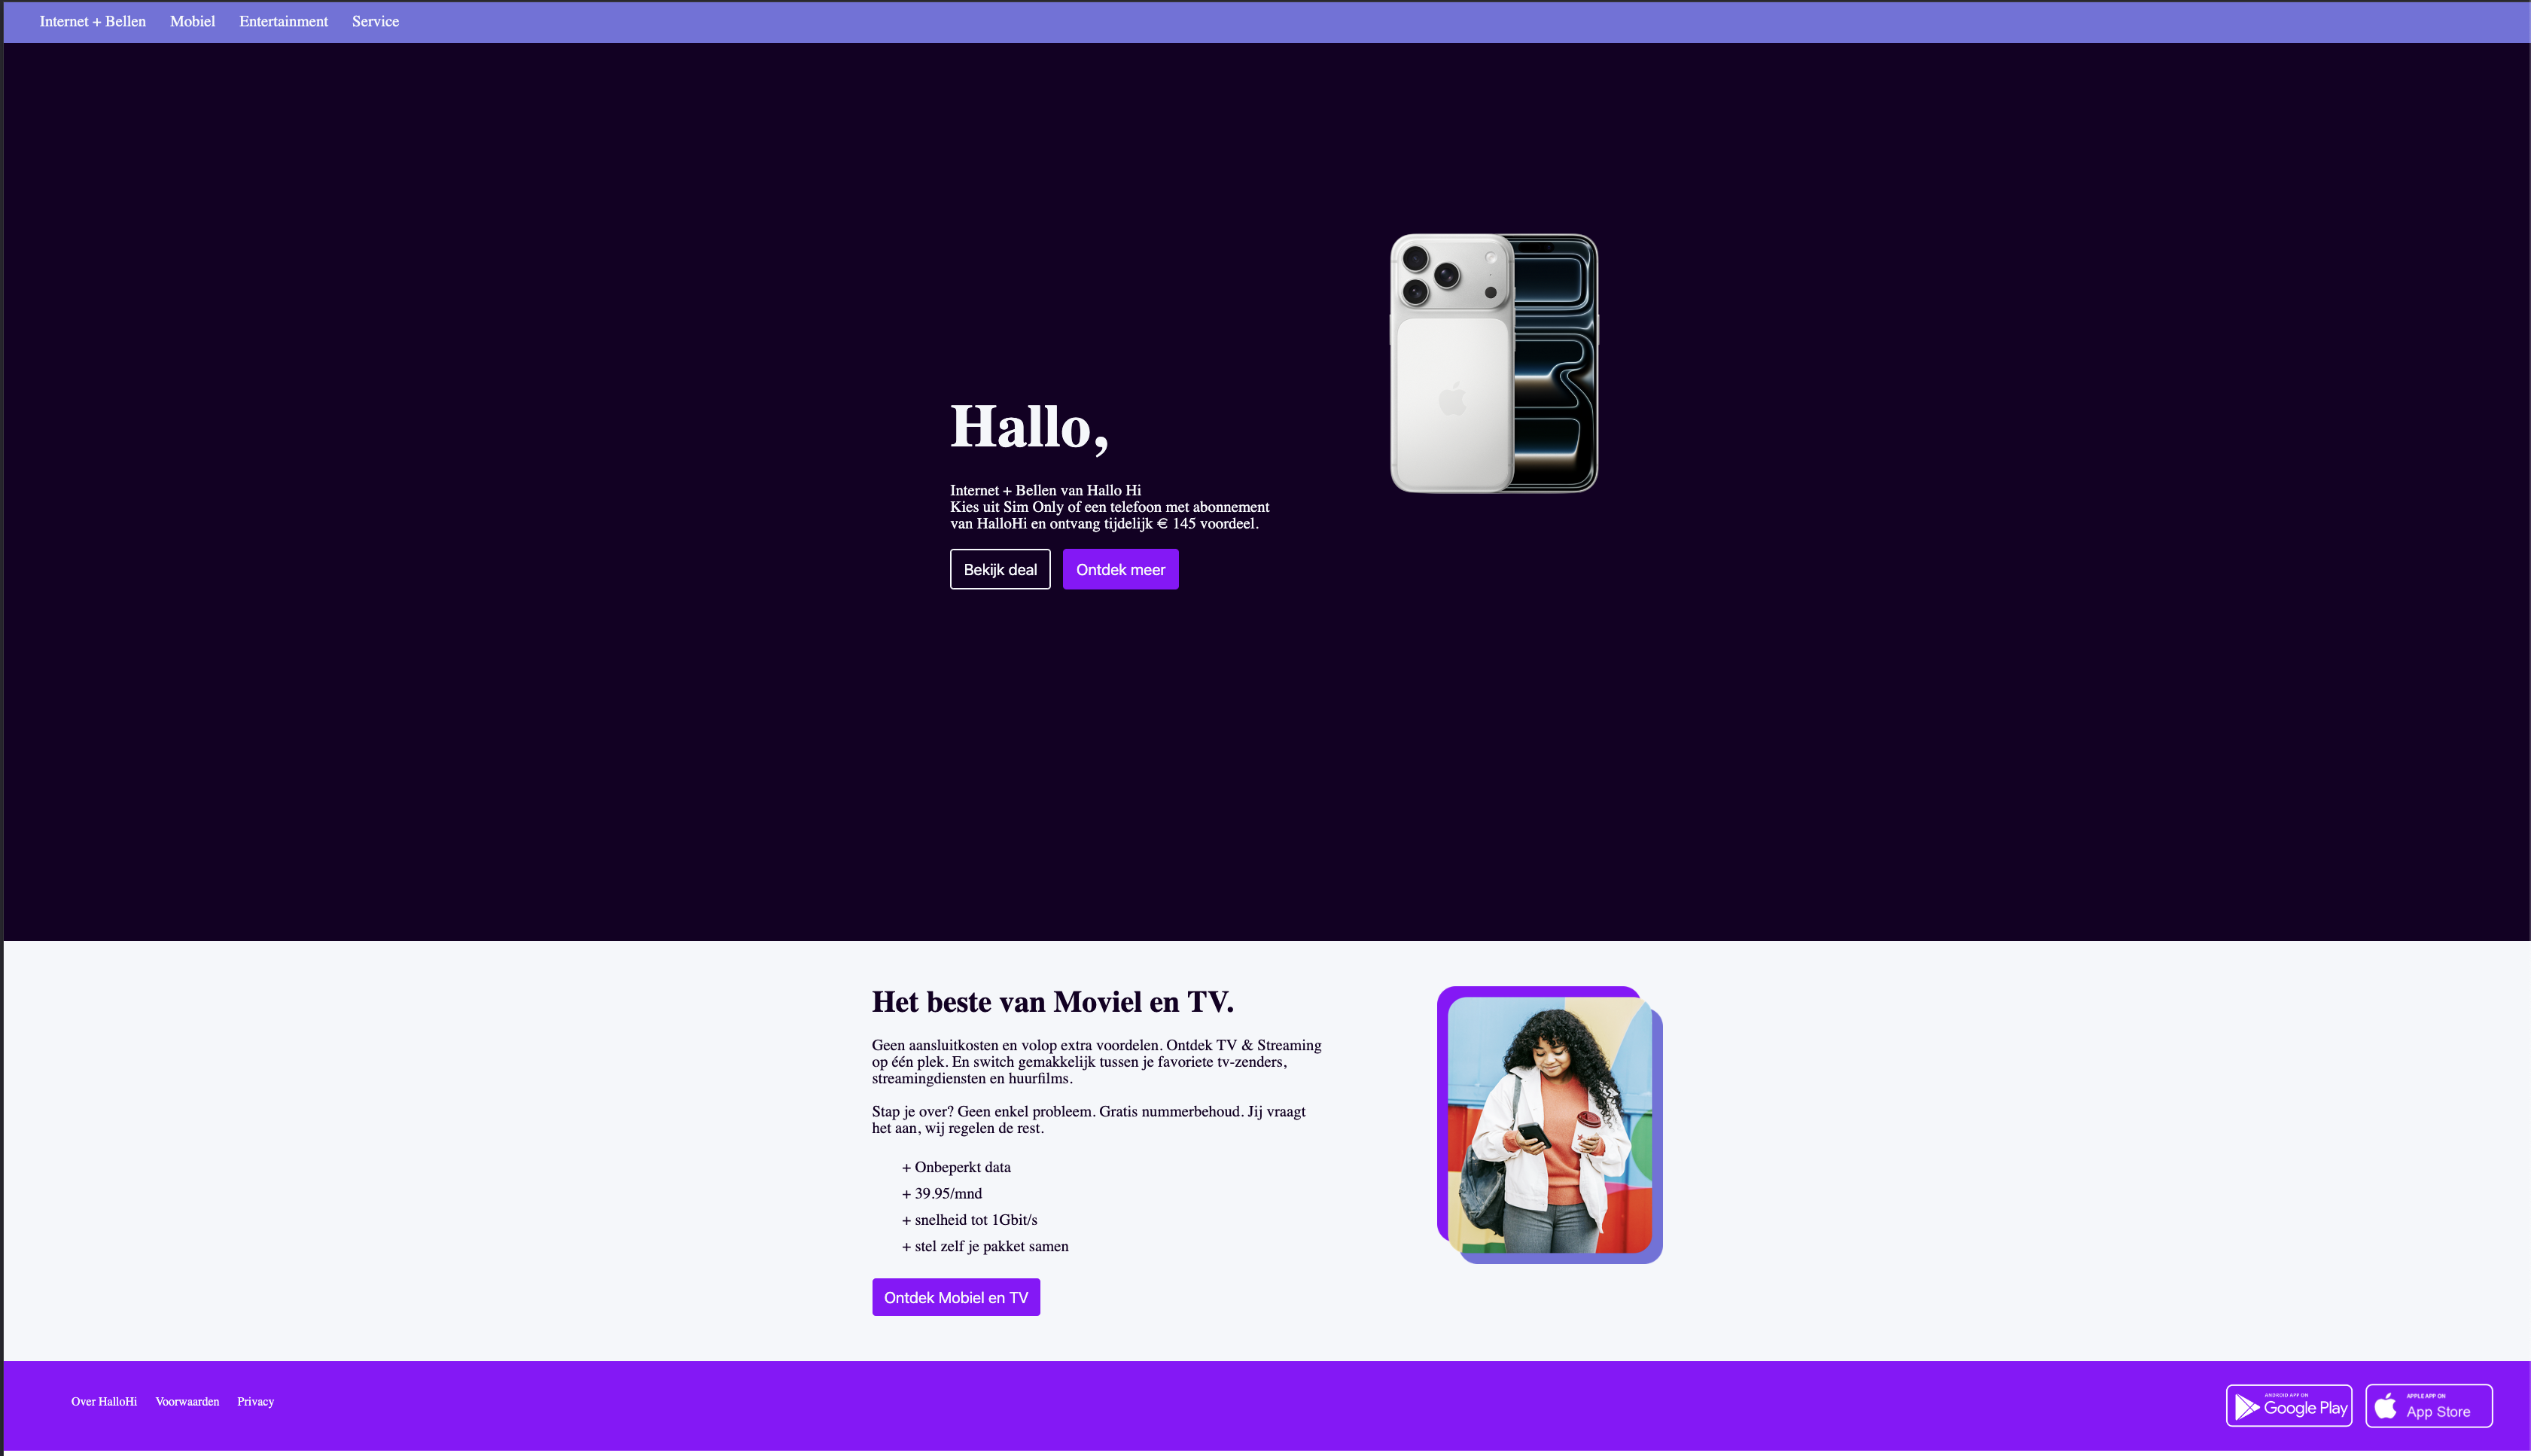 Internet + Bellen Mobiel Entertainment Service
Hallo,
Internet + Bellen van Hallo Hi
Kies uit Sim Only of een telefoon met abonnement
van HalloHi en ontvang tijdelijk € 145 voordeel.
Bekijk deal Ontdek meer
Het beste van Moviel en TV.
Geen aansluitkosten en volop extra voordelen. Ontdek TV & Streaming
op één plek. En switch gemakkelijk tussen je favoriete tv-zenders,
streamingdiensten en huurfilms.
Stap je over? Geen enkel probleem. Gratis nummerbehoud. Jij vraagt
het aan, wij regelen de rest.
+ Onbeperkt data
+ 39.95/mnd
+ snelheid tot 1Gbit/s
+ stel zelf je pakket samen
Ontdek Mobiel en TV
Over HalloHi Voorwaarden Privacy
ANDROID APP ON
Google Play
APPLE APP ON
App Store